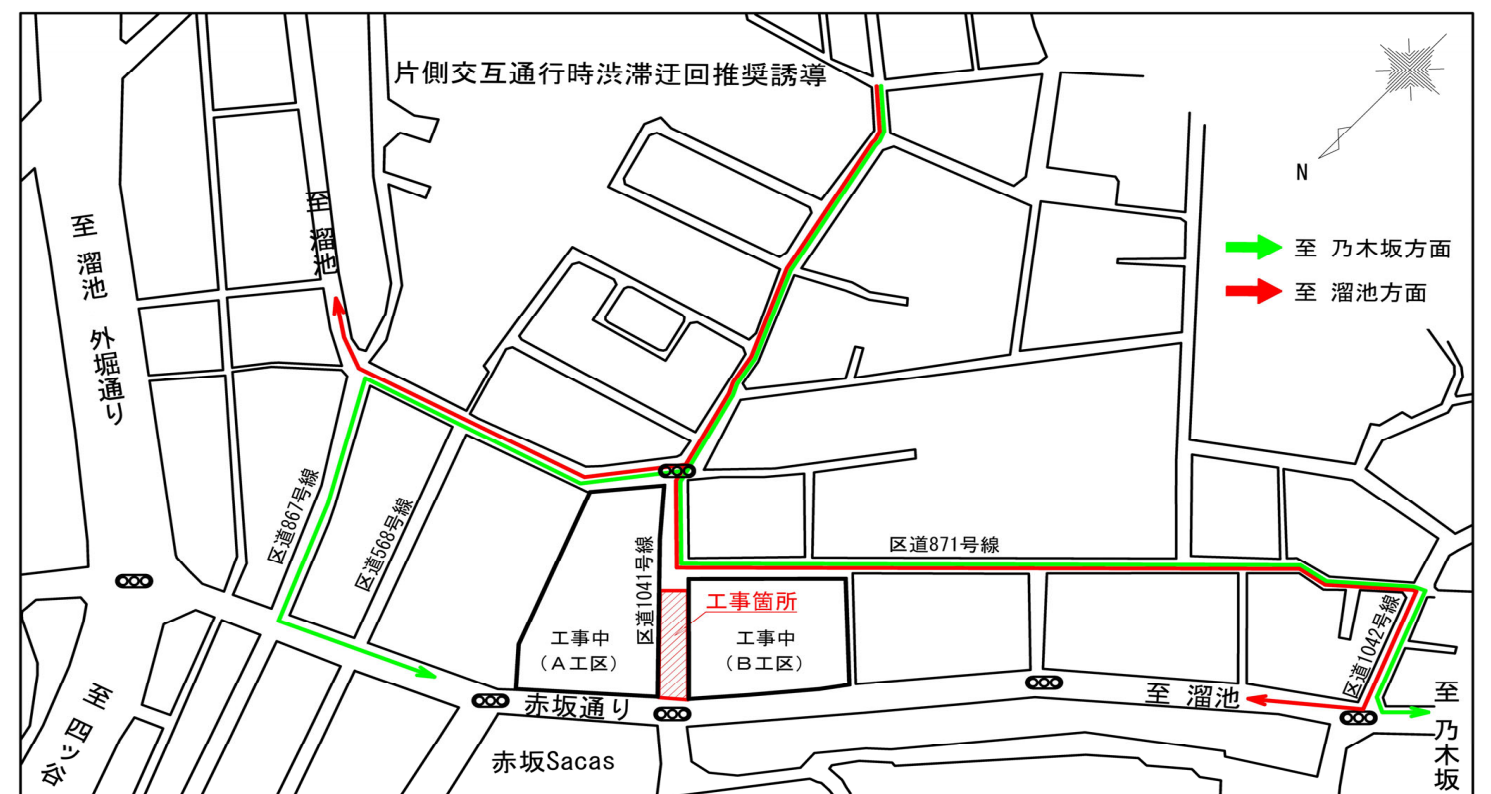 片側交互通行時渋滞迂回推奨誘導
N
至 乃木坂方面
至 溜池方面
至 溜池
至 溜池 外堀通り
区道867号線
区道568号線
区道1041号線
区道871号線
区道1042号線
工事箇所
工事中
(A工区)
工事中
(B工区)
赤坂通り
至 溜池
至 乃木坂
至 四ツ谷
赤坂Sacas